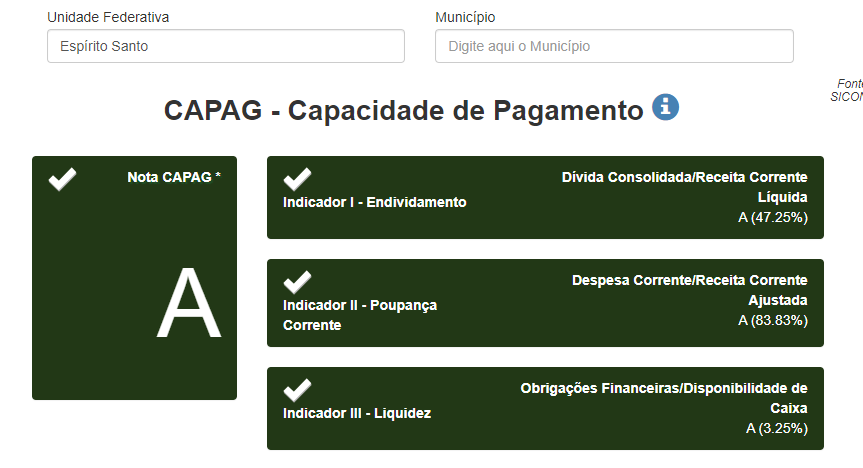 Unidade Federativa
Município
Espírito Santo
Digite aqui o Município
Fonte
CAPAG - Capacidade de Pagamento
Nota CAPAG *
A
Indicador I - Endividamento
Dívida Consolidada/Receita Corrente
Líquida
A (47.25%)
Indicador II - Poupança
Corrente
Despesa Corrente/Receita Corrente
Ajustada
A (83.83%)
Indicador III - Liquidez
Obrigações Financeiras/Disponibilidade de
Caixa
A (3.25%)